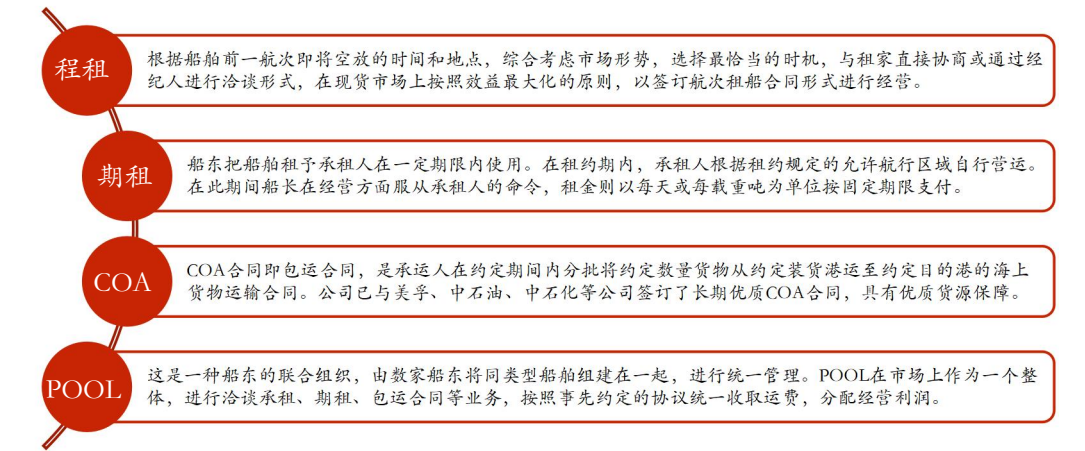 程租
根据船舶前一航次即将空放的时间和地点，综合考虑市场形势，选择最恰当的时机，与租家直接协商或通过经
纪人进行洽谈形式，在现货市场上按照效益最大化的原则，以签订航次租船合同形式进行经营。
期租
船东把船舶租予承租人在一定期限内使用。在租约期内，承租人根据租约规定的允许航行区域自行营运。
在此期间船长在经营方面服从承租人的命令，租金则以每天或每载重吨为单位按固定期限支付。
COA
COA合同即包运合同，是承运人在约定期间内分批将约定数量货物从约定装货港运至约定目的港的海上
货物运输合同。公司已与美孚、中石油、中石化等公司签订了长期优质COA合同，具有优质货源保障。
POOL
这是一种船东的联合组织，由数家船东将同类型船舶组建在一起，进行统一管理。POOL在市场上作为一个整
体，进行洽谈承租、期租、包运合同等业务，按照事先约定的协议统一收取运费，分配经营利润。